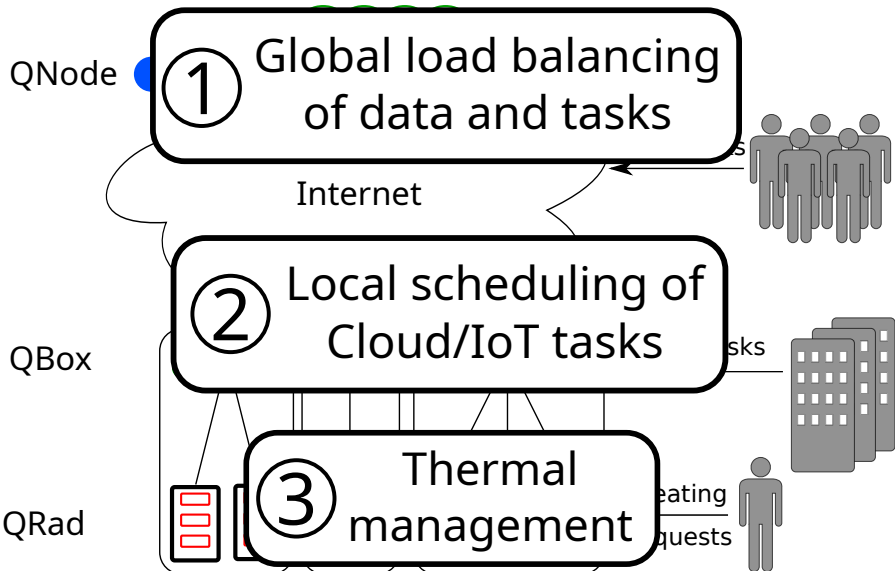 QNode
① Global load balancing
of data and tasks
Internet
② Local scheduling of
Cloud/IoT tasks
QBox
③ Thermal
management
QRad